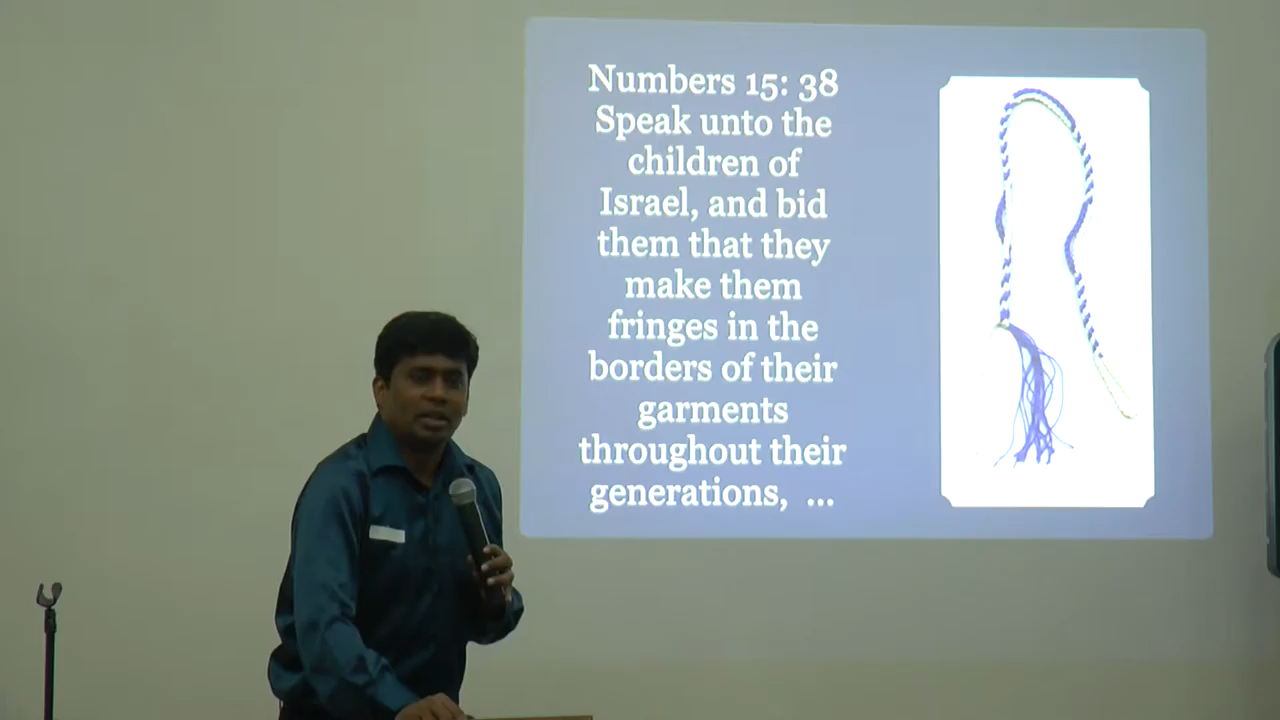 Numbers 15: 38
Speak unto the
children of
Israel, and bid
them that they
make them
fringes in the
borders of their
garments
throughout their
generations,  ...